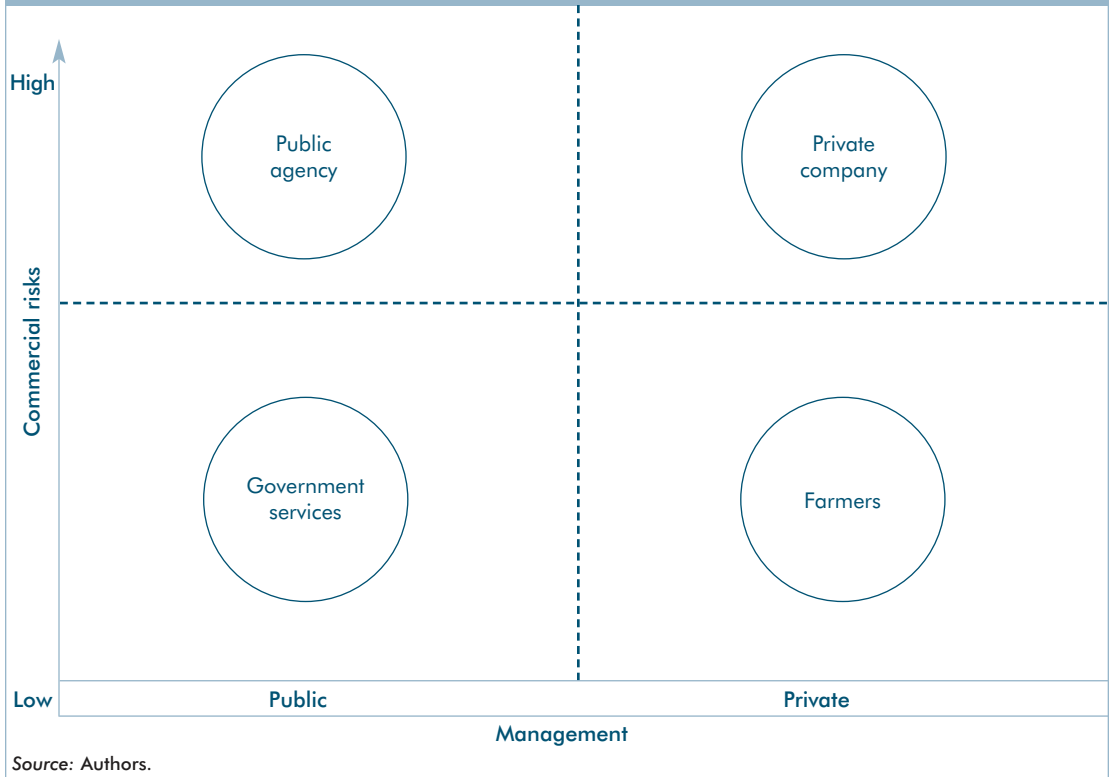 High
Public
agency
Private
company
Commercial risks
Government
services
Farmers
Low
Public
Private
Management
Source: Authors.